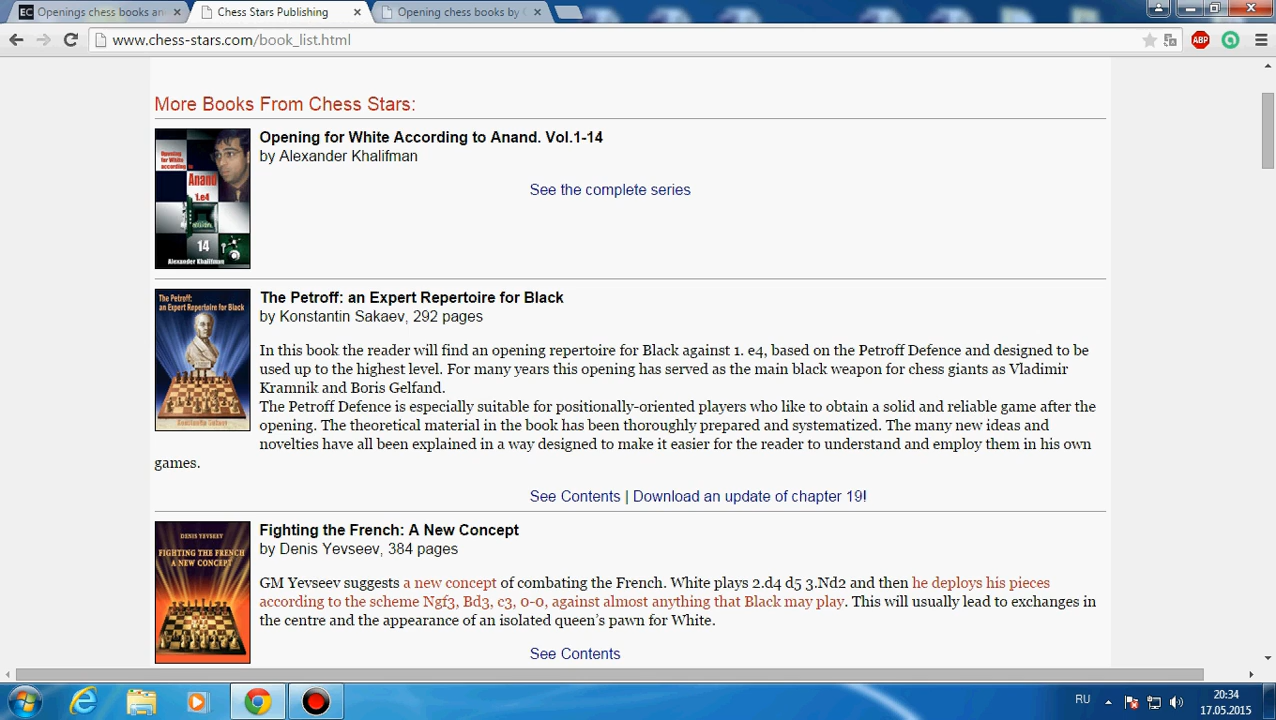 Openings chess books an
Chess Stars Publishing
Opening chess books by
www.chess-stars.com/book_list.html
ABP
More Books From Chess Stars:
Opening for White According to Anand. Vol.1-14
by Alexander Khalifman
See the complete series
Opening
for White
according
to
Anand
1.e4
14
Alexander Khalifman
The Petroff: an Expert Repertoire for Black
by Konstantin Sakaev, 292 pages
The Petroff:
an Expert Repertoire for Black
Konstantin Sakaev
In this book the reader will find an opening repertoire for Black against 1. e4, based on the Petroff Defence and designed to be
used up to the highest level. For many years this opening has served as the main black weapon for chess giants as Vladimir
Kramnik and Boris Gelfand.
The Petroff Defence is especially suitable for positionally-oriented players who like to obtain a solid and reliable game after the
opening. The theoretical material in the book has been thoroughly prepared and systematized. The many new ideas and
novelties have all been explained in a way designed to make it easier for the reader to understand and employ them in his own
games.
See Contents | Download an update of chapter 19!
Fighting the French: A New Concept
by Denis Yevseev, 384 pages
DENIS YEVSEEV
FIGHTING THE FRENCH
A NEW CONCEPT
GM Yevseev suggests a new concept of combating the French. White plays 2.d4 d5 3.Nd2 and then he deploys his pieces
according to the scheme Ngf3, Bd3, c3, 0-0, against almost anything that Black may play. This will usually lead to exchanges in
the centre and the appearance of an isolated queen's pawn for White.
See Contents
RU
20:34
17.05.2015